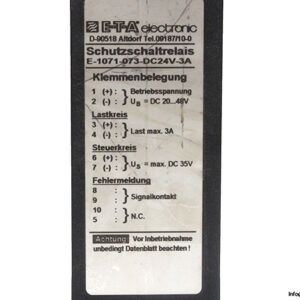 E-T-A electronic
D-90518 Altdorf Tel.09187/10-0
Schutzschaltrelais
E-1071-073-DC24V-3A
Klemmenbelegung
1 (+) : Betriebsspannung
2 (-) : UB = DC 20...48V
Lastkreis
3 (+) :
4 (-) : Last max. 3A
Steuerkreis
6 (+) :
7 (-) : US = max. DC 35V
Fehlermeldung
8 :
9 : Signalkontakt
10 :
5 : N.C.
Achtung Vor Inbetriebnahme
unbedingt Datenblatt beachten !